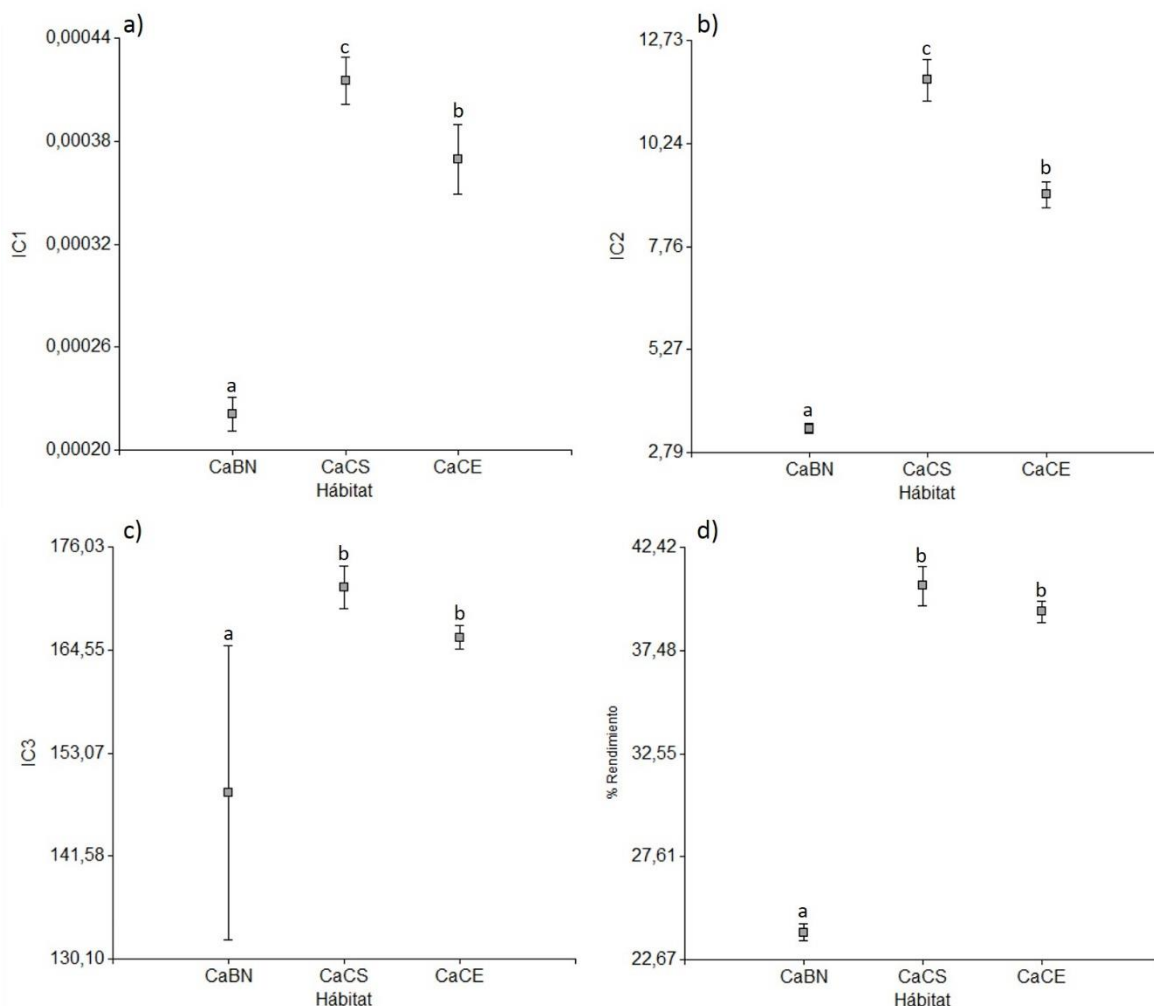 a)
0,00044
0,00038
0,00032
0,00026
0,00020
IC1
a
c
b
CaBN CaCS CaCE
Hábitat
b)
12,73
10,24
7,76
5,27
2,79
IC2
a
c
b
CaBN CaCS CaCE
Hábitat
c)
176,03
164,55
153,07
141,58
130,10
IC3
a
b
b
CaBN CaCS CaCE
Hábitat
d)
42,42
37,48
32,55
27,61
22,67
% Rendimiento
a
b
b
CaBN CaCS CaCE
Hábitat